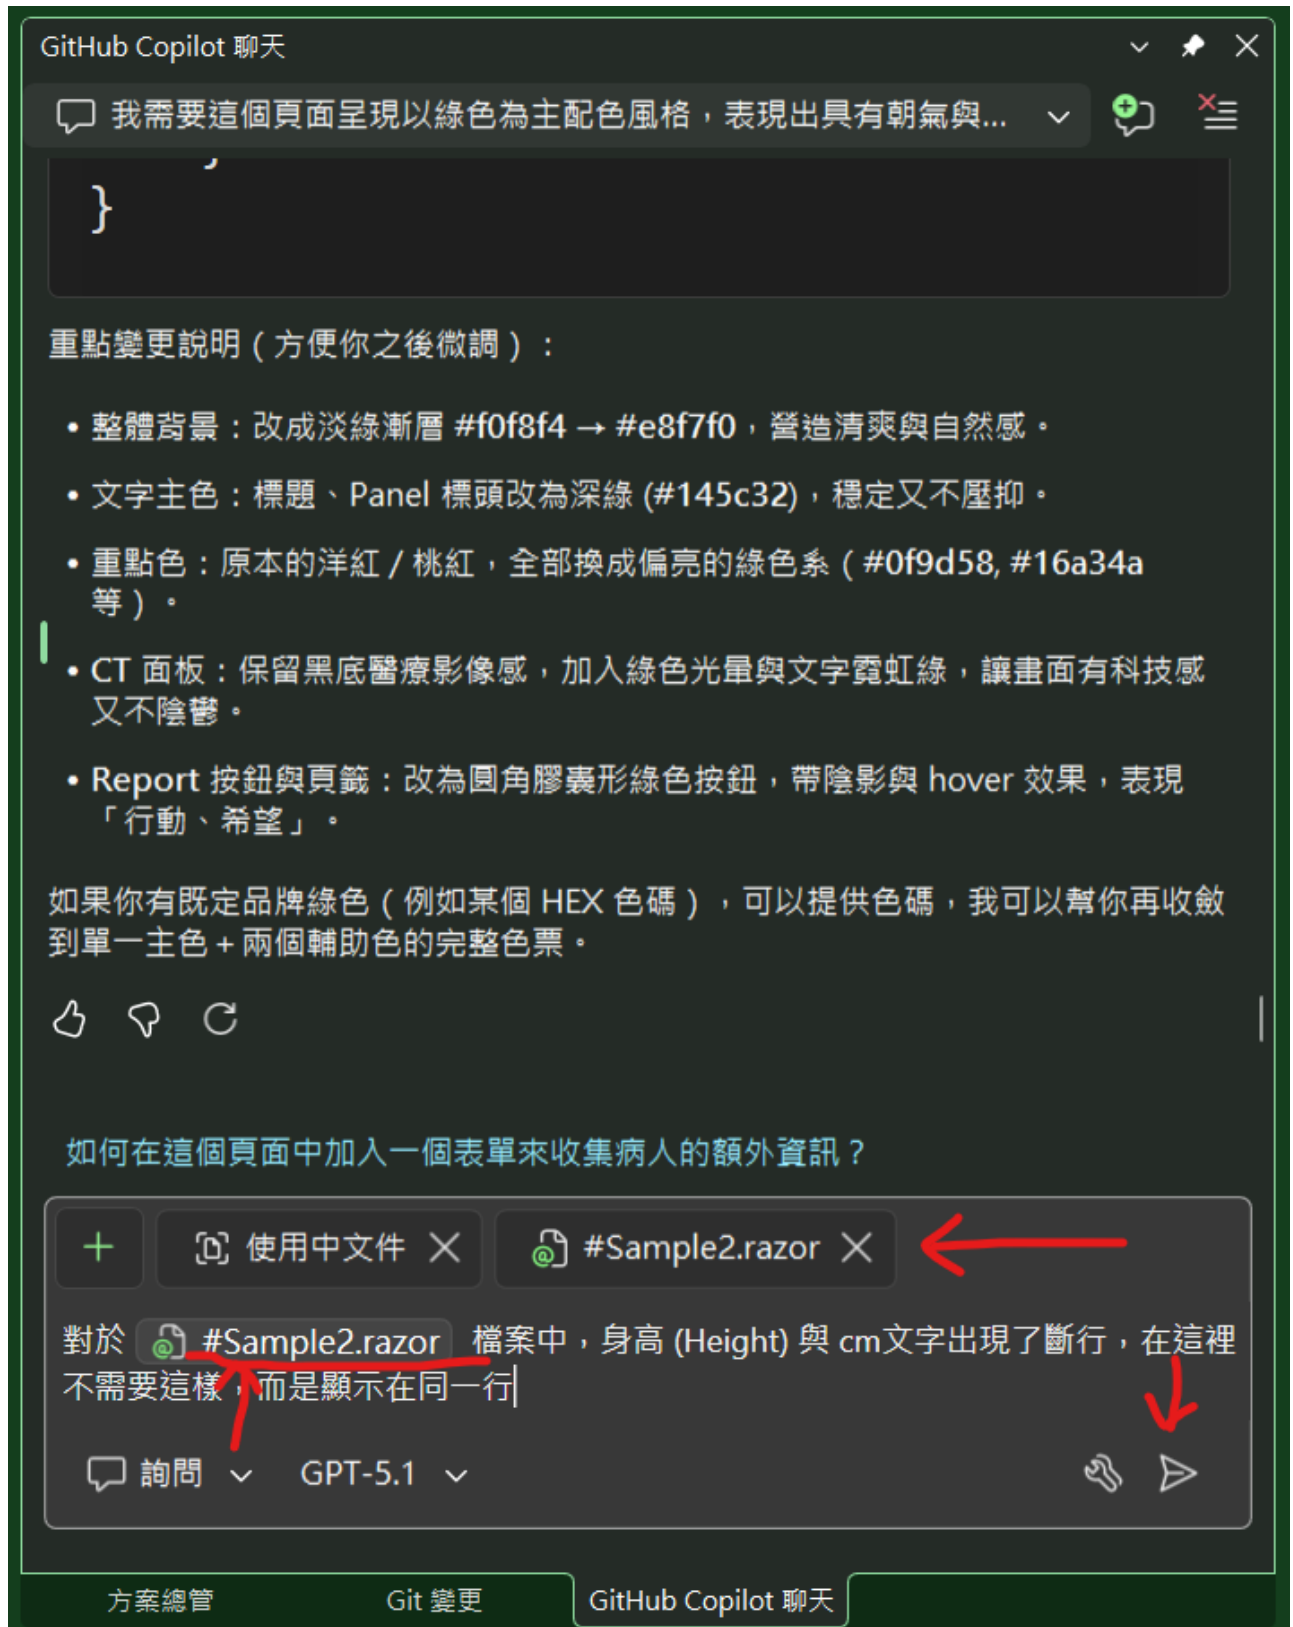 GitHub Copilot 聊天
我需要這個頁面呈現以綠色為主配色風格，表現出具有朝氣與...
}
重點變更說明（方便你之後微調）：
• 整體背景：改成淡綠漸層 #f0f8f4 → #e8f7f0，營造清爽與自然感。
• 文字主色：標題、Panel 標頭改為深綠 (#145c32)，穩定又不壓抑。
• 重點色：原本的洋紅 / 桃紅，全部換成偏亮的綠色系（#0f9d58, #16a34a
等）。
• CT 面板：保留黑底醫療影像感，加入綠色光暈與文字霓虹綠，讓畫面有科技感
又不陰鬱。
• Report 按鈕與頁籤：改為圓角膠囊形綠色按鈕，帶陰影與 hover 效果，表現
「行動、希望」。
如果你有既定品牌綠色（例如某個 HEX 色碼），可以提供色碼，我可以幫你再收斂
到單一主色 + 兩個輔助色的完整色票。
如何在這個頁面中加入一個表單來收集病人的額外資訊？
+ 使用中文件 #Sample2.razor
對於 #Sample2.razor 檔案中，身高 (Height) 與 cm文字出現了斷行，在這裡
不需要這樣，而是顯示在同一行
詢問 GPT-5.1
方案總管 Git 變更 GitHub Copilot 聊天